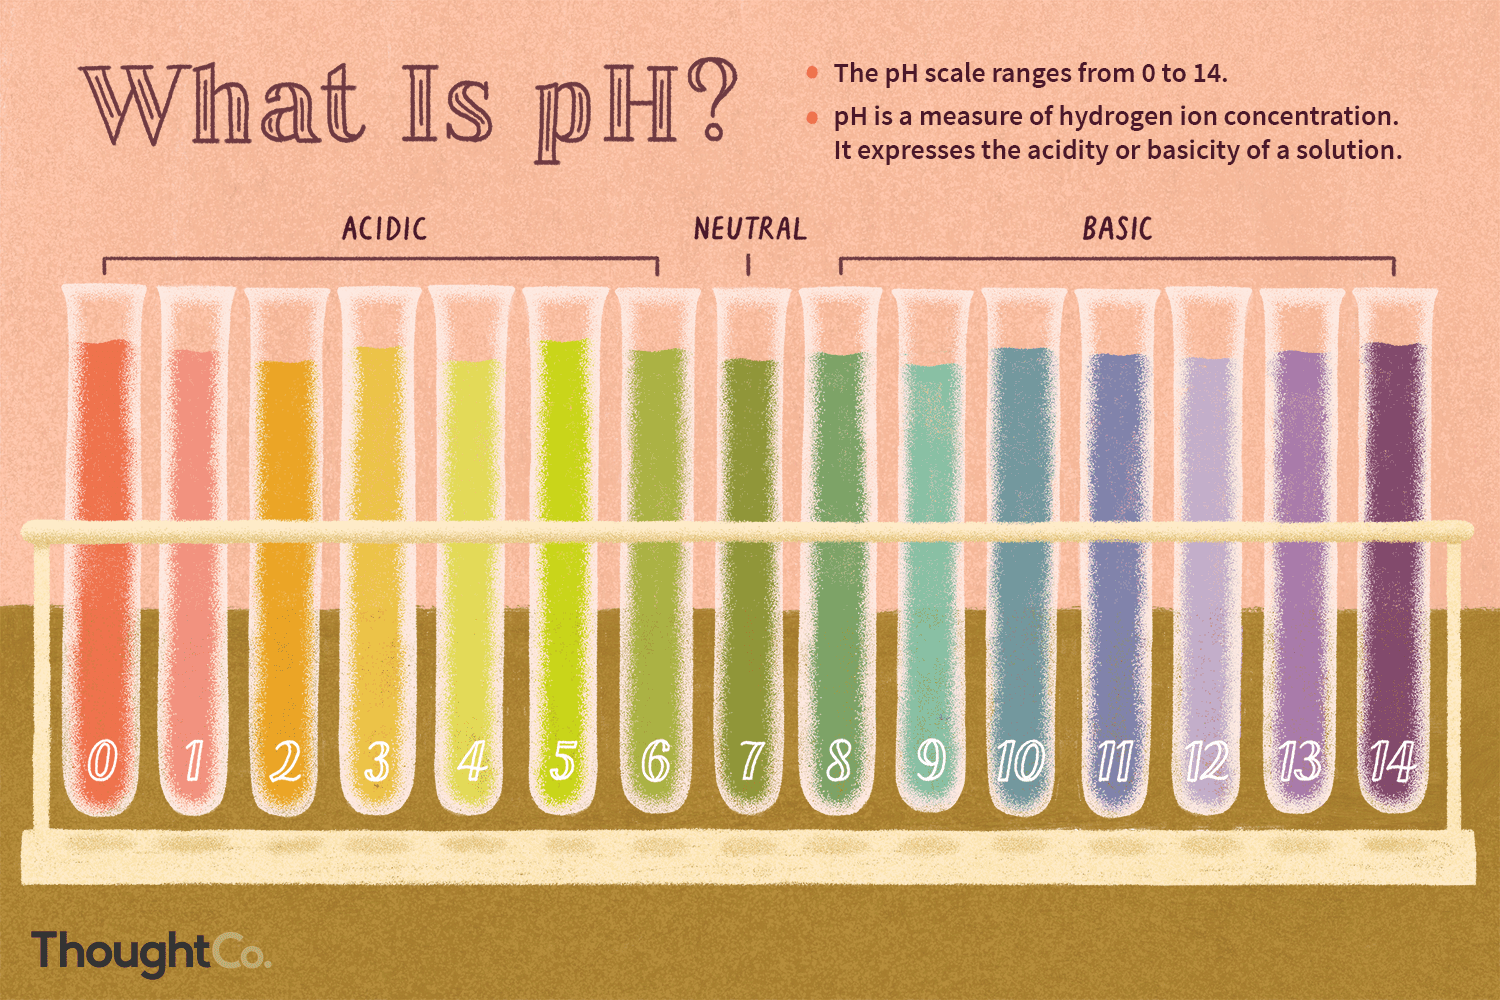 What Is pH?
The pH scale ranges from 0 to 14.
pH is a measure of hydrogen ion concentration.
It expresses the acidity or basicity of a solution.
ACIDIC
NEUTRAL
BASIC
0 1 2 3 4 5 6 7 8 9 10 11 12 13 14
ThoughtCo.